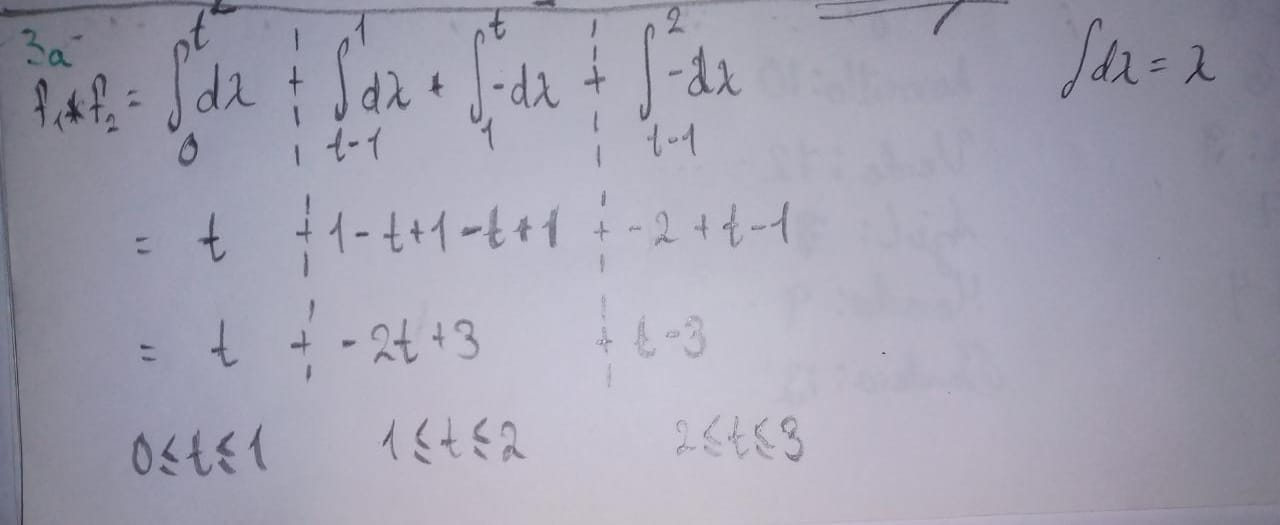 3a
f₁*f₂ = ∫₀ᵗ dλ + ∫ₜ₋₁¹ dλ + ∫₁ᵗ -dλ + ∫ₜ₋₁² -dλ ∫dλ = λ
= t + 1-t+1-t+1 + -2+t-1
= t + -2t+3 + t-3
0≤t≤1 1≤t≤2 2≤t≤3